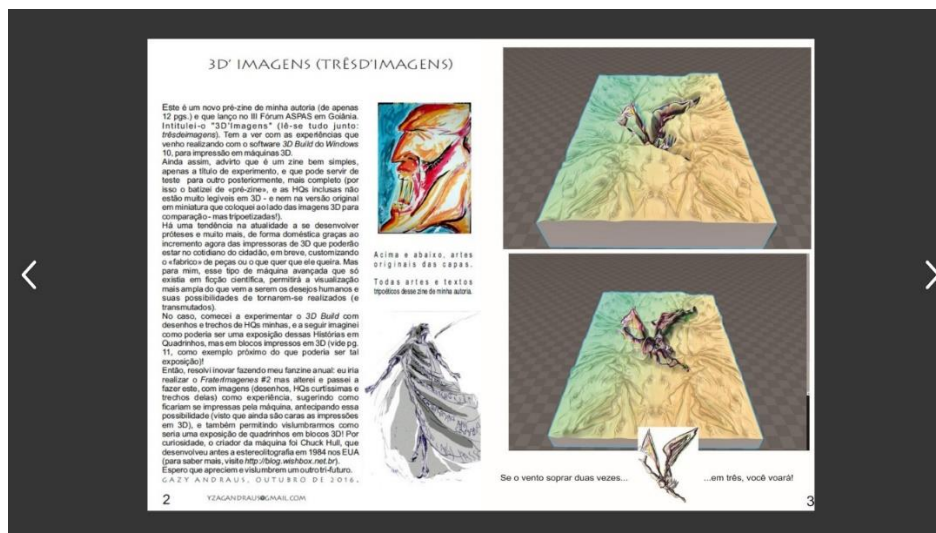 3D' IMAGENS (TRÊSD'IMAGENS)
Este é um novo pré-zine de minha autoria (de apenas
12 pgs.) e que lanço no III Fórum ASPAS em Goiânia.
Intitulei-o "3D'Imagens" (lê-se tudo junto:
trêsdeimagens). Tem a ver com as experiências que
venho realizando com o software 3D Build do Windows
10, para impressão em máquinas 3D.
Ainda assim, advirto que é um zine bem simples,
apenas a título de experimento, e que pode servir de
teste para outro posteriormente, mais completo (por
isso o batizei de «pré-zine», e as HQs inclusas não
estão muito legíveis em 3D - e nem na versão original
em miniatura que coloquei ao lado das imagens 3D para
comparação - mas tripoetizadas!).
Há uma tendência na atualidade a se desenvolver
próteses e muito mais, de forma doméstica graças ao
incremento agora das impressoras de 3D que poderão
estar no cotidiano do cidadão, em breve, customizando
o «fabrico» de peças ou o que quer que ele queira. Mas
para mim, esse tipo de máquina avançada que só
existia em ficção científica, permitirá a visualização
mais ampla do que vem a serem os desejos humanos e
suas possibilidades de tornarem-se realizados (e
transmutados).
No caso, comecei a experimentar o 3D Build com
desenhos e trechos de HQs minhas, e a seguir imaginei
como poderia ser uma exposição dessas Histórias em
Quadrinhos, mas em blocos impressos em 3D (vide pg.
11, como exemplo próximo do que poderia ser tal
exposição)!
Então, resolvi inovar fazendo meu fanzine anual: eu iria
realizar o FraterImagenes #2 mas alterei e passei a
fazer este, com imagens (desenhos, HQs curtíssimas e
trechos delas) como experiência, sugerindo como
ficariam se impressas pela máquina, antecipando essa
possibilidade (visto que ainda são caras as impressões
em 3D), e também permitindo vislumbrarmos como
seria uma exposição de quadrinhos em blocos 3D! Por
curiosidade, o criador da máquina foi Chuck Hull, que
desenvolveu antes a estereolitografia em 1984 nos EUA
(para saber mais, visite http://blog.wishbox.net.br).
Espero que apreciem e vislumbrem um outro tri-futuro.
GAZY ANDRAUS, OUTUBRO DE 2016.
2 YZAGANDRAUS@GMAIL.COM
Acima e abaixo, artes
originais das capas.
Todas artes e textos
tripoéticos desse zine de minha autoria.
Se o vento soprar duas vezes...
...em três, você voará!
3